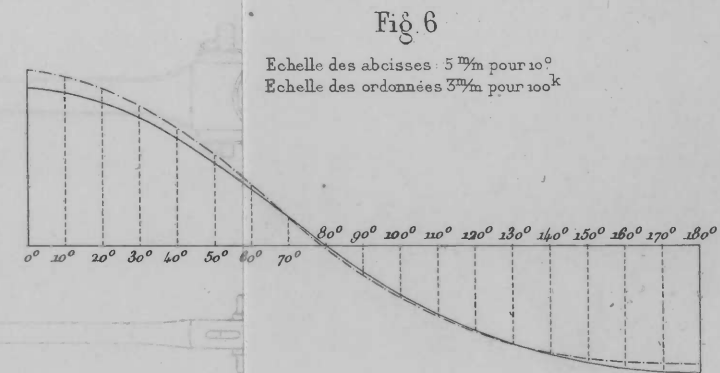 Fig. 6
Echelle des abcisses : 5 m/m pour 10°
Echelle des ordonnées 3 m/m pour 100k
80° 90° 100° 110° 120° 130° 140° 150° 160° 170° 180°
0° 10° 20° 30° 40° 50° 60° 70°